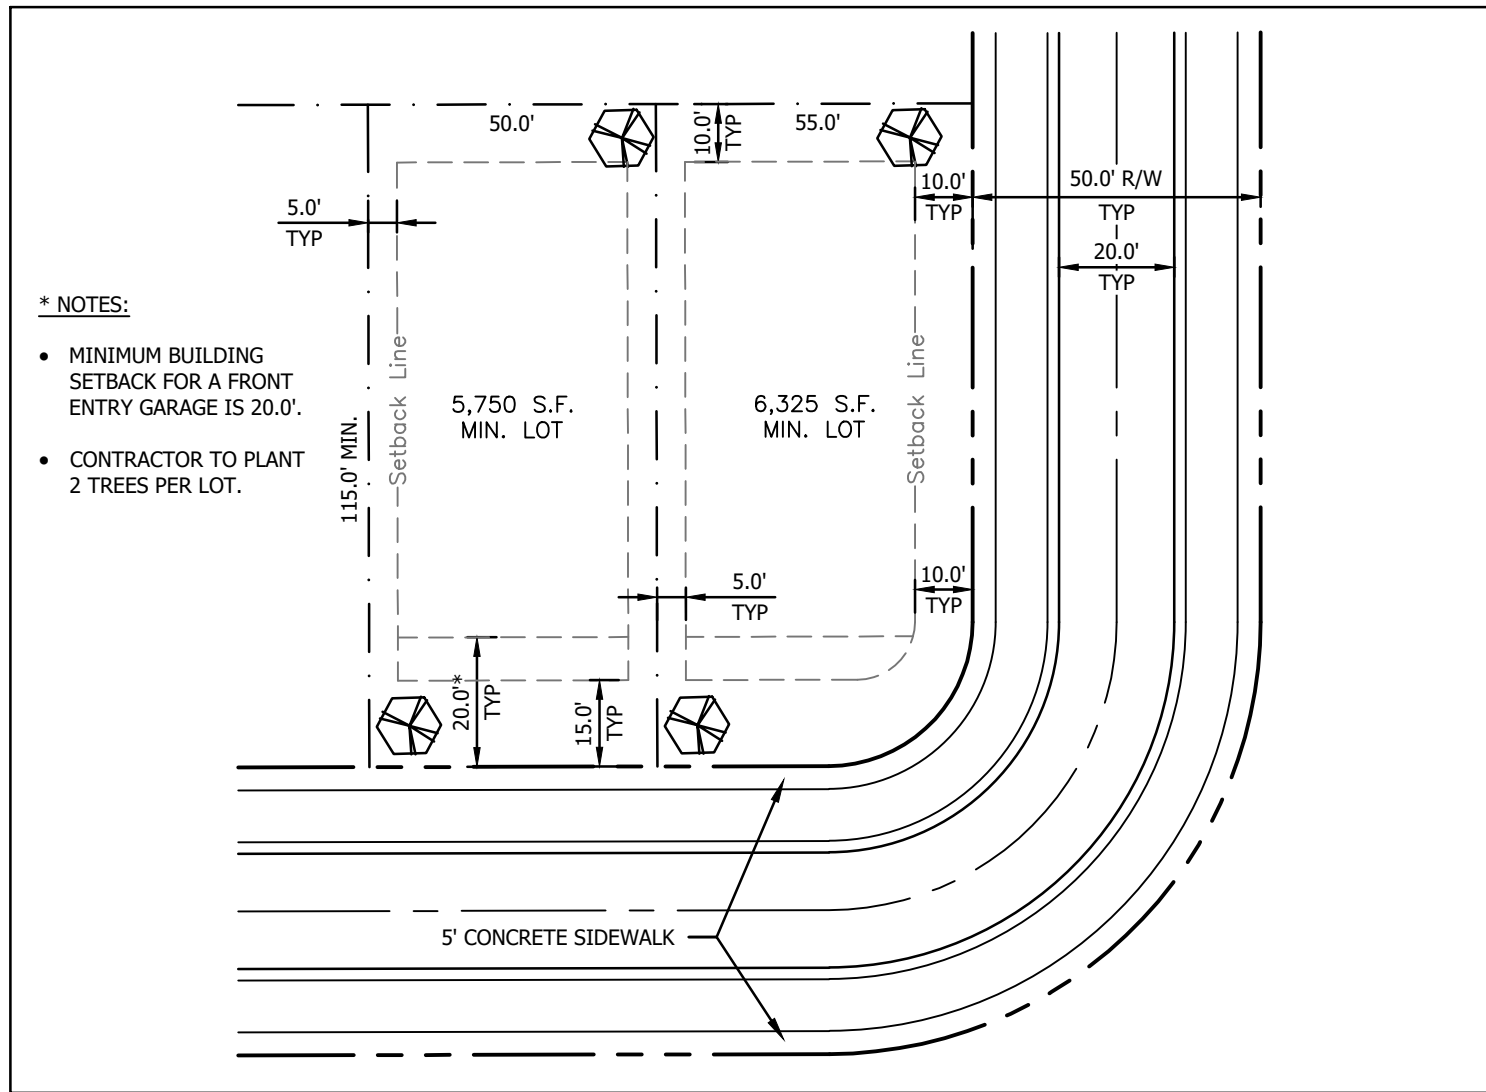 50.0'
10.0'
TYP
55.0'
10.0'
TYP
50.0' R/W
TYP
5.0'
TYP
20.0'
TYP
* NOTES:
• MINIMUM BUILDING
SETBACK FOR A FRONT
ENTRY GARAGE IS 20.0'.
• CONTRACTOR TO PLANT
2 TREES PER LOT.
115.0' MIN.
Setback Line
5,750 S.F.
MIN. LOT
6,325 S.F.
MIN. LOT
Setback Line
5.0'
TYP
10.0'
TYP
20.0'*
TYP
15.0'
TYP
5' CONCRETE SIDEWALK